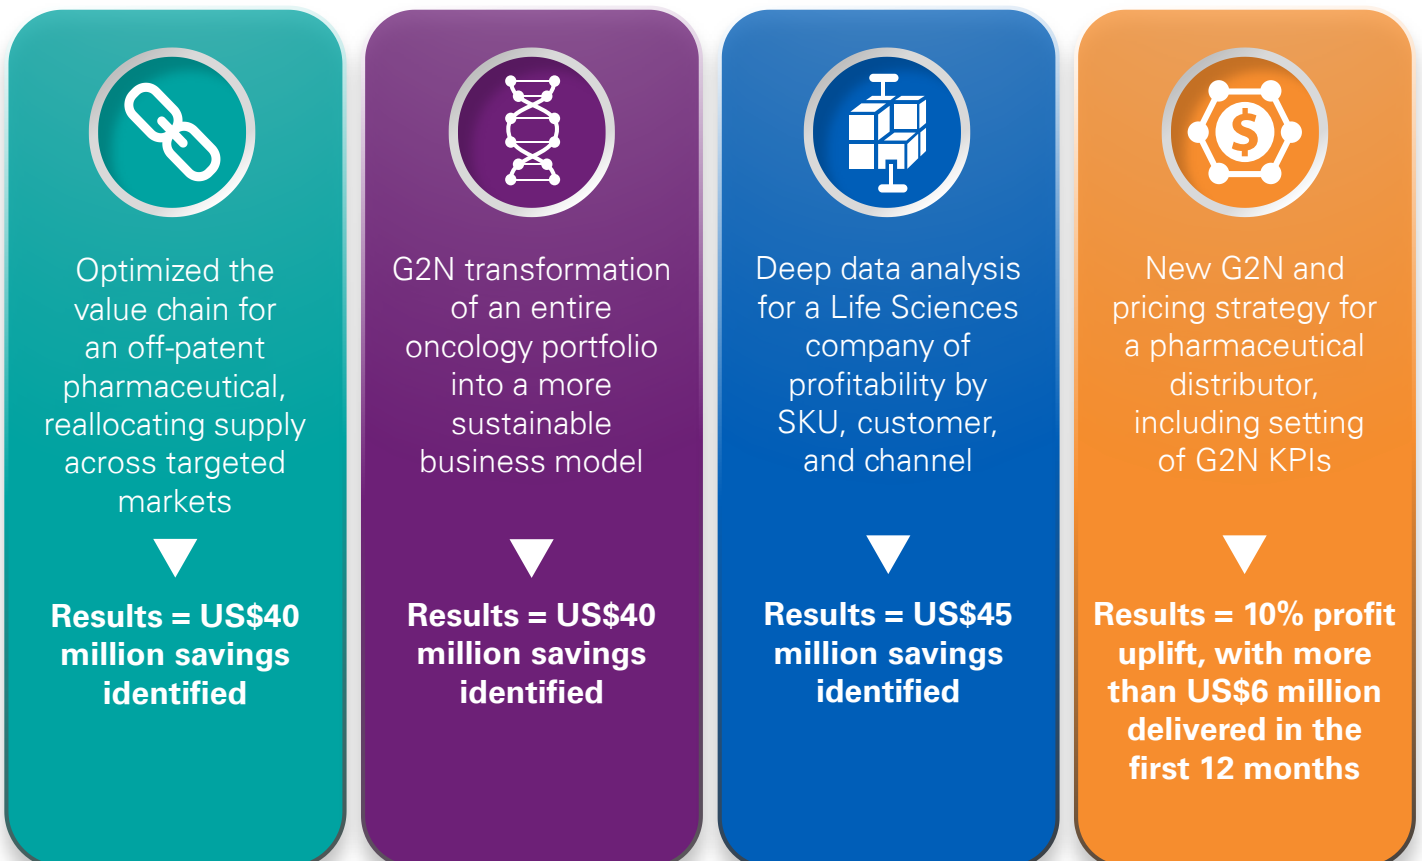 Optimized the
value chain for
an off-patent
pharmaceutical,
reallocating supply
across targeted
markets
Results = US$40
million savings
identified
G2N transformation
of an entire
oncology portfolio
into a more
sustainable
business model
Results = US$40
million savings
identified
Deep data analysis
for a Life Sciences
company of
profitability by
SKU, customer,
and channel
Results = US$45
million savings
identified
$
New G2N and
pricing strategy for
a pharmaceutical
distributor,
including setting
of G2N KPIs
Results = 10% profit
uplift, with more
than US$6 million
delivered in the
first 12 months